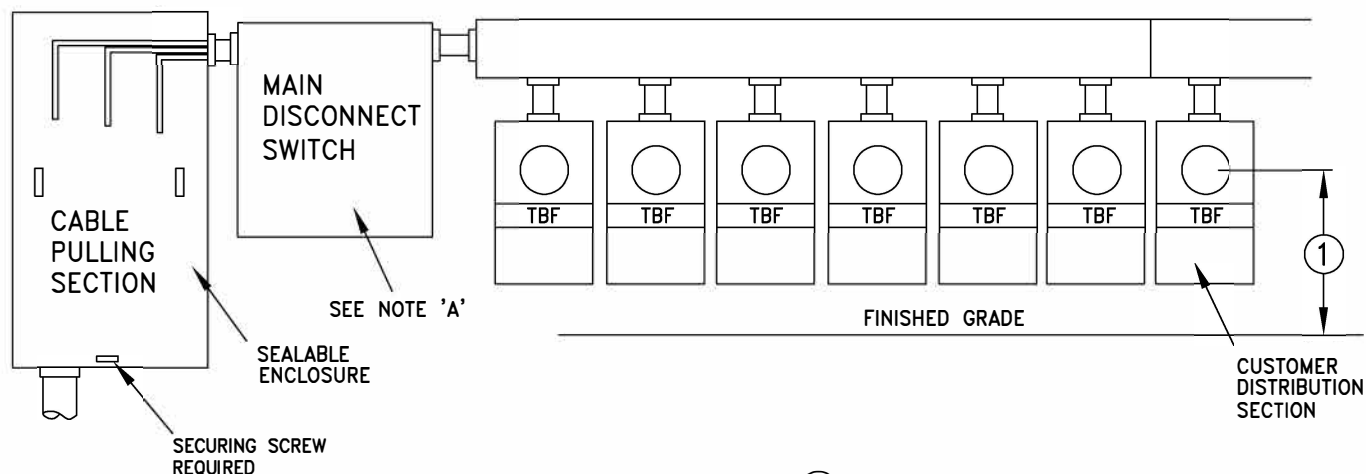 MAIN
DISCONNECT
SWITCH
CABLE
PULLING
SECTION
TBF TBF TBF TBF TBF TBF TBF
1
SEE NOTE 'A'
FINISHED GRADE
SEALABLE
ENCLOSURE
CUSTOMER
DISTRIBUTION
SECTION
SECURING SCREW
REQUIRED